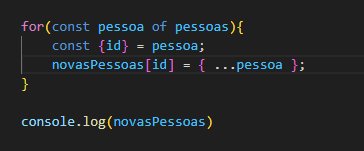 for(const pessoa of pessoas){
    const {id} = pessoa;
    novasPessoas[id] = { ...pessoa };
}

console.log(novasPessoas)